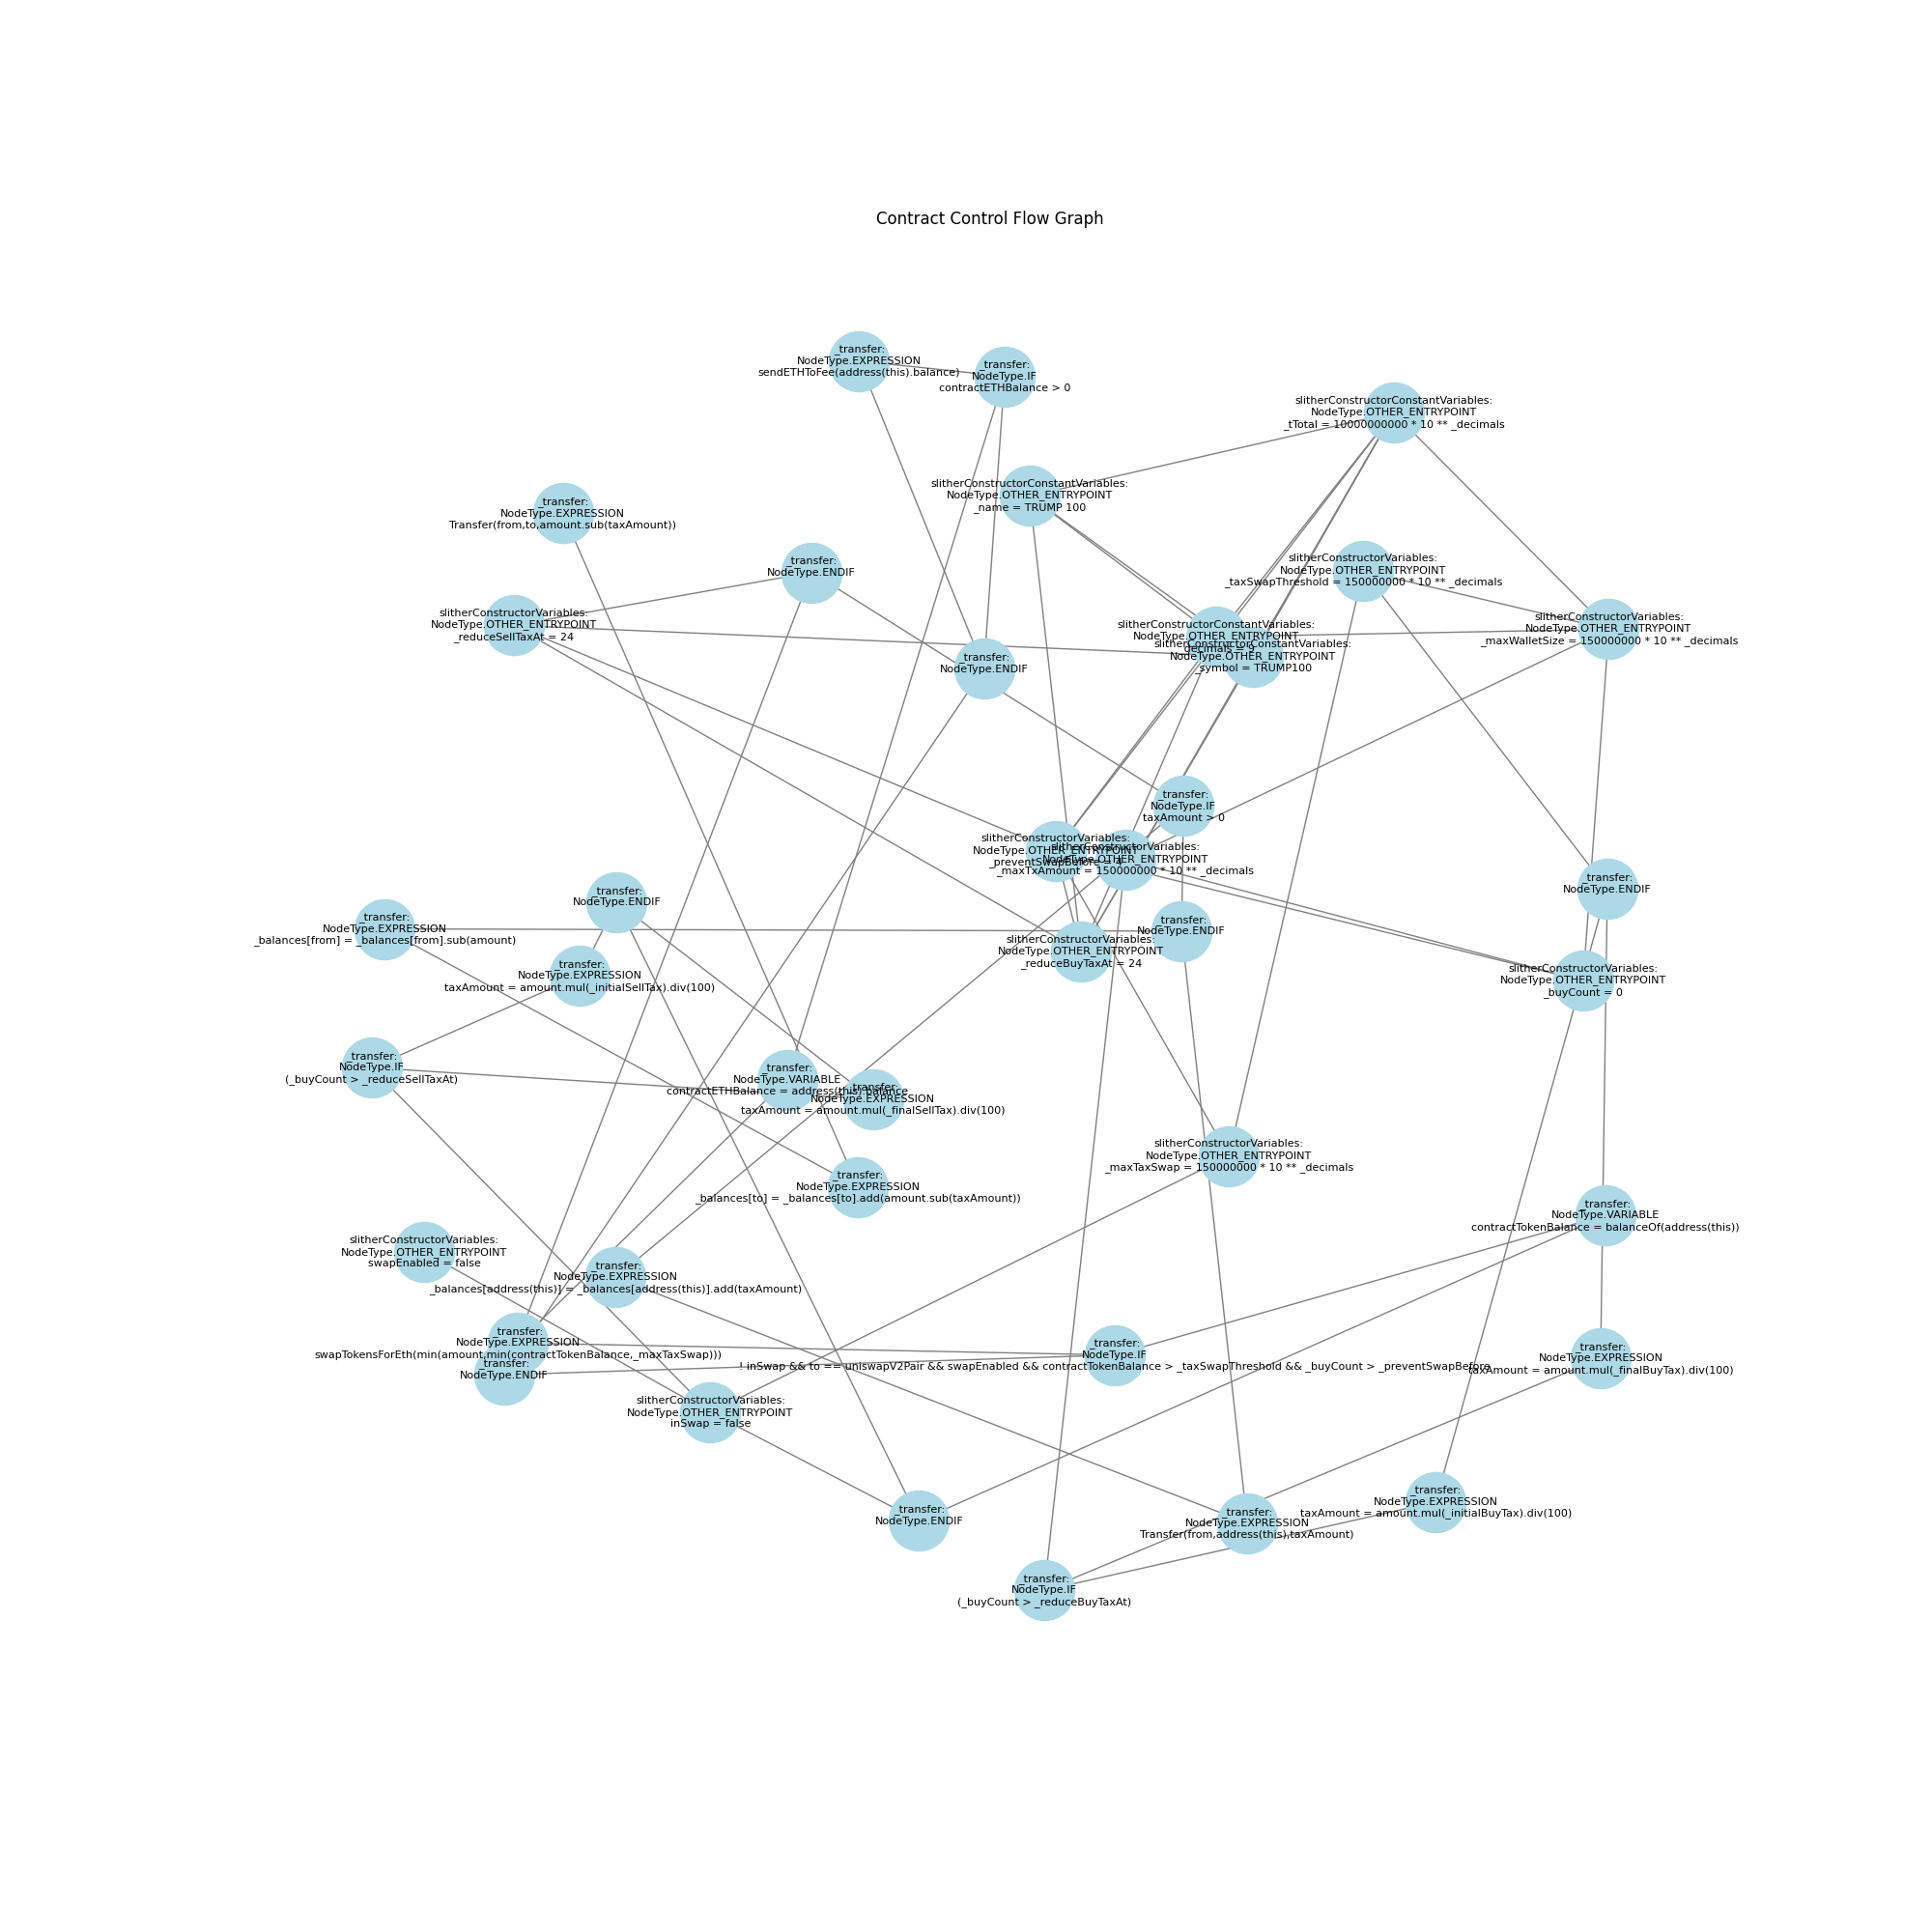 Contract Control Flow Graph
_transfer:
NodeType.EXPRESSION
sendETHToFee(address(this).balance)
_transfer:
NodeType.IF
contractETHBalance > 0
slitherConstructorConstantVariables:
NodeType.OTHER_ENTRYPOINT
_tTotal = 10000000000 * 10 ** _decimals
slitherConstructorConstantVariables:
NodeType.OTHER_ENTRYPOINT
_name = TRUMP 100
_transfer:
NodeType.EXPRESSION
Transfer(from,to,amount.sub(taxAmount))
_transfer:
NodeType.ENDIF
slitherConstructorVariables:
NodeType.OTHER_ENTRYPOINT
_taxSwapThreshold = 150000000 * 10 ** _decimals
slitherConstructorVariables:
NodeType.OTHER_ENTRYPOINT
_reduceSellTaxAt = 24
slitherConstructorVariables:
NodeType.OTHER_ENTRYPOINT
_maxWalletSize = 150000000 * 10 ** _decimals
slitherConstructorConstantVariables:
NodeType.OTHER_ENTRYPOINT
_decimals = 9
slitherConstructorConstantVariables:
NodeType.OTHER_ENTRYPOINT
_symbol = TRUMP100
_transfer:
NodeType.ENDIF
_transfer:
NodeType.IF
taxAmount > 0
slitherConstructorVariables:
NodeType.OTHER_ENTRYPOINT
_preventSwapBefore = 4
slitherConstructorVariables:
NodeType.OTHER_ENTRYPOINT
_maxTxAmount = 150000000 * 10 ** _decimals
_transfer:
NodeType.ENDIF
_transfer:
NodeType.ENDIF
_transfer:
NodeType.EXPRESSION
_balances[from] = _balances[from].sub(amount)
_transfer:
NodeType.ENDIF
slitherConstructorVariables:
NodeType.OTHER_ENTRYPOINT
_reduceBuyTaxAt = 24
_transfer:
NodeType.EXPRESSION
taxAmount = amount.mul(_initialSellTax).div(100)
slitherConstructorVariables:
NodeType.OTHER_ENTRYPOINT
_buyCount = 0
_transfer:
NodeType.IF
(_buyCount > _reduceSellTaxAt)
_transfer:
NodeType.VARIABLE
contractETHBalance = address(this).balance
_transfer:
NodeType.EXPRESSION
taxAmount = amount.mul(_finalSellTax).div(100)
slitherConstructorVariables:
NodeType.OTHER_ENTRYPOINT
_maxTaxSwap = 150000000 * 10 ** _decimals
_transfer:
NodeType.EXPRESSION
_balances[to] = _balances[to].add(amount.sub(taxAmount))
_transfer:
NodeType.VARIABLE
contractTokenBalance = balanceOf(address(this))
slitherConstructorVariables:
NodeType.OTHER_ENTRYPOINT
swapEnabled = false
_transfer:
NodeType.EXPRESSION
_balances[address(this)] = _balances[address(this)].add(taxAmount)
_transfer:
NodeType.EXPRESSION
swapTokensForEth(min(amount,min(contractTokenBalance,_maxTaxSwap)))
_transfer:
NodeType.ENDIF
_transfer:
NodeType.IF
! inSwap && to == uniswapV2Pair && swapEnabled && contractTokenBalance > _taxSwapThreshold && _buyCount > _preventSwapBefore
_transfer:
NodeType.EXPRESSION
taxAmount = amount.mul(_finalBuyTax).div(100)
slitherConstructorVariables:
NodeType.OTHER_ENTRYPOINT
inSwap = false
_transfer:
NodeType.EXPRESSION
taxAmount = amount.mul(_initialBuyTax).div(100)
_transfer:
NodeType.ENDIF
_transfer:
NodeType.EXPRESSION
Transfer(from,address(this),taxAmount)
_transfer:
NodeType.IF
(_buyCount > _reduceBuyTaxAt)